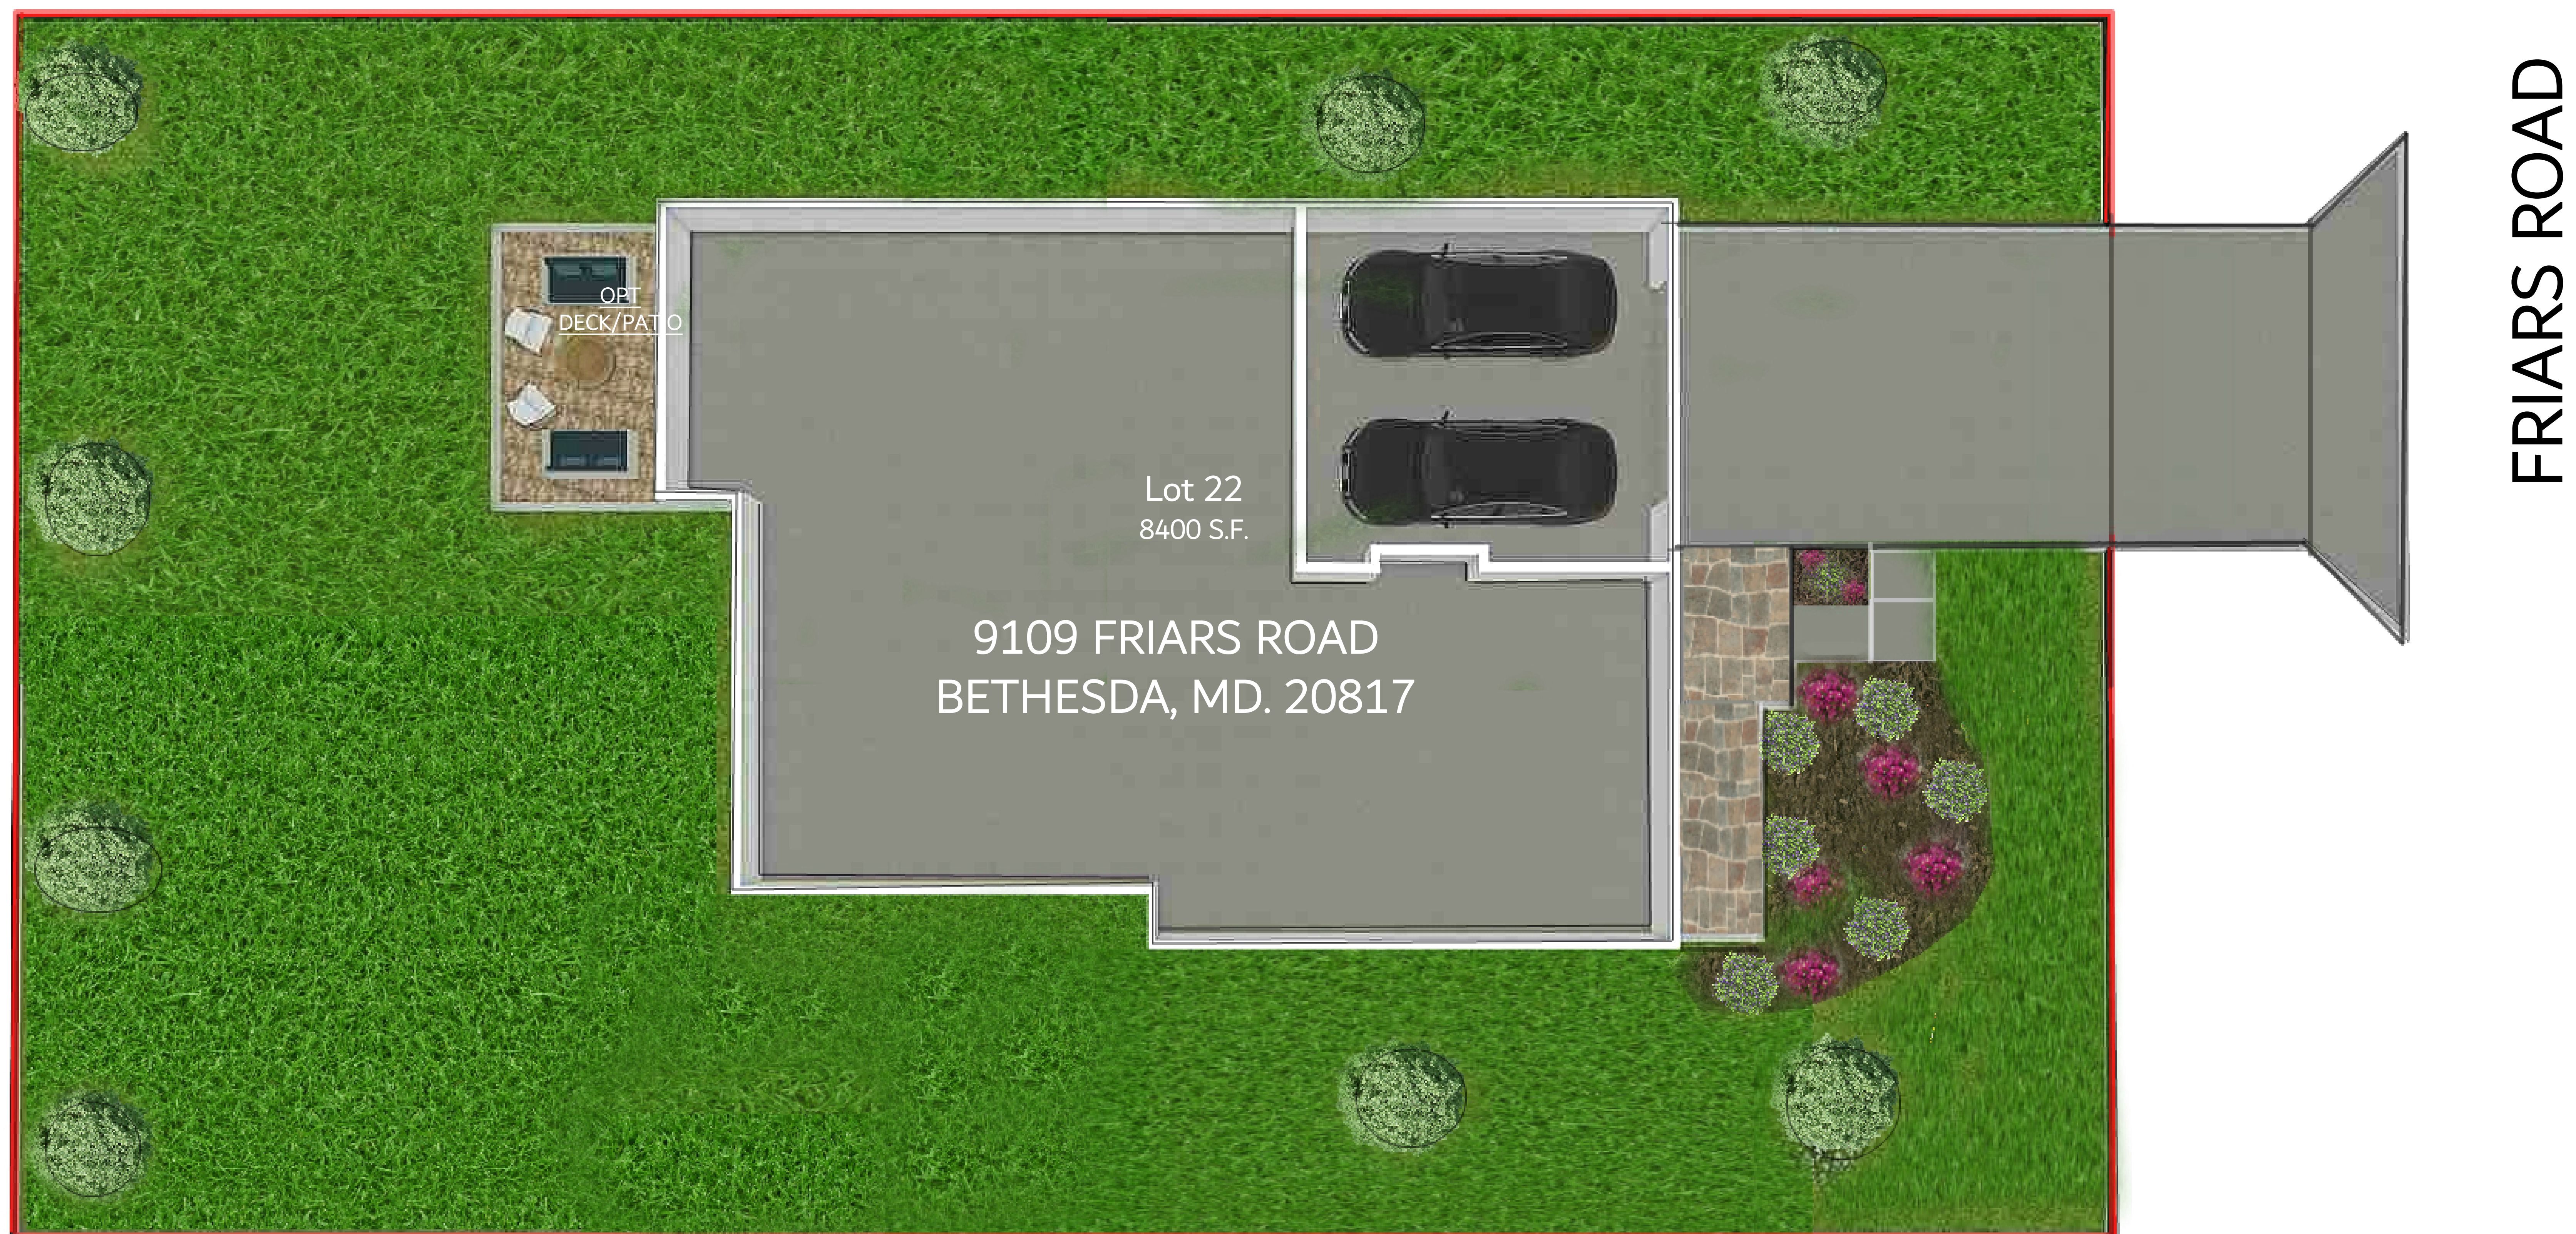 OPT
DECK/PATIO
Lot 22
8400 S.F.
9109 FRIARS ROAD
BETHESDA, MD. 20817
FRIARS ROAD